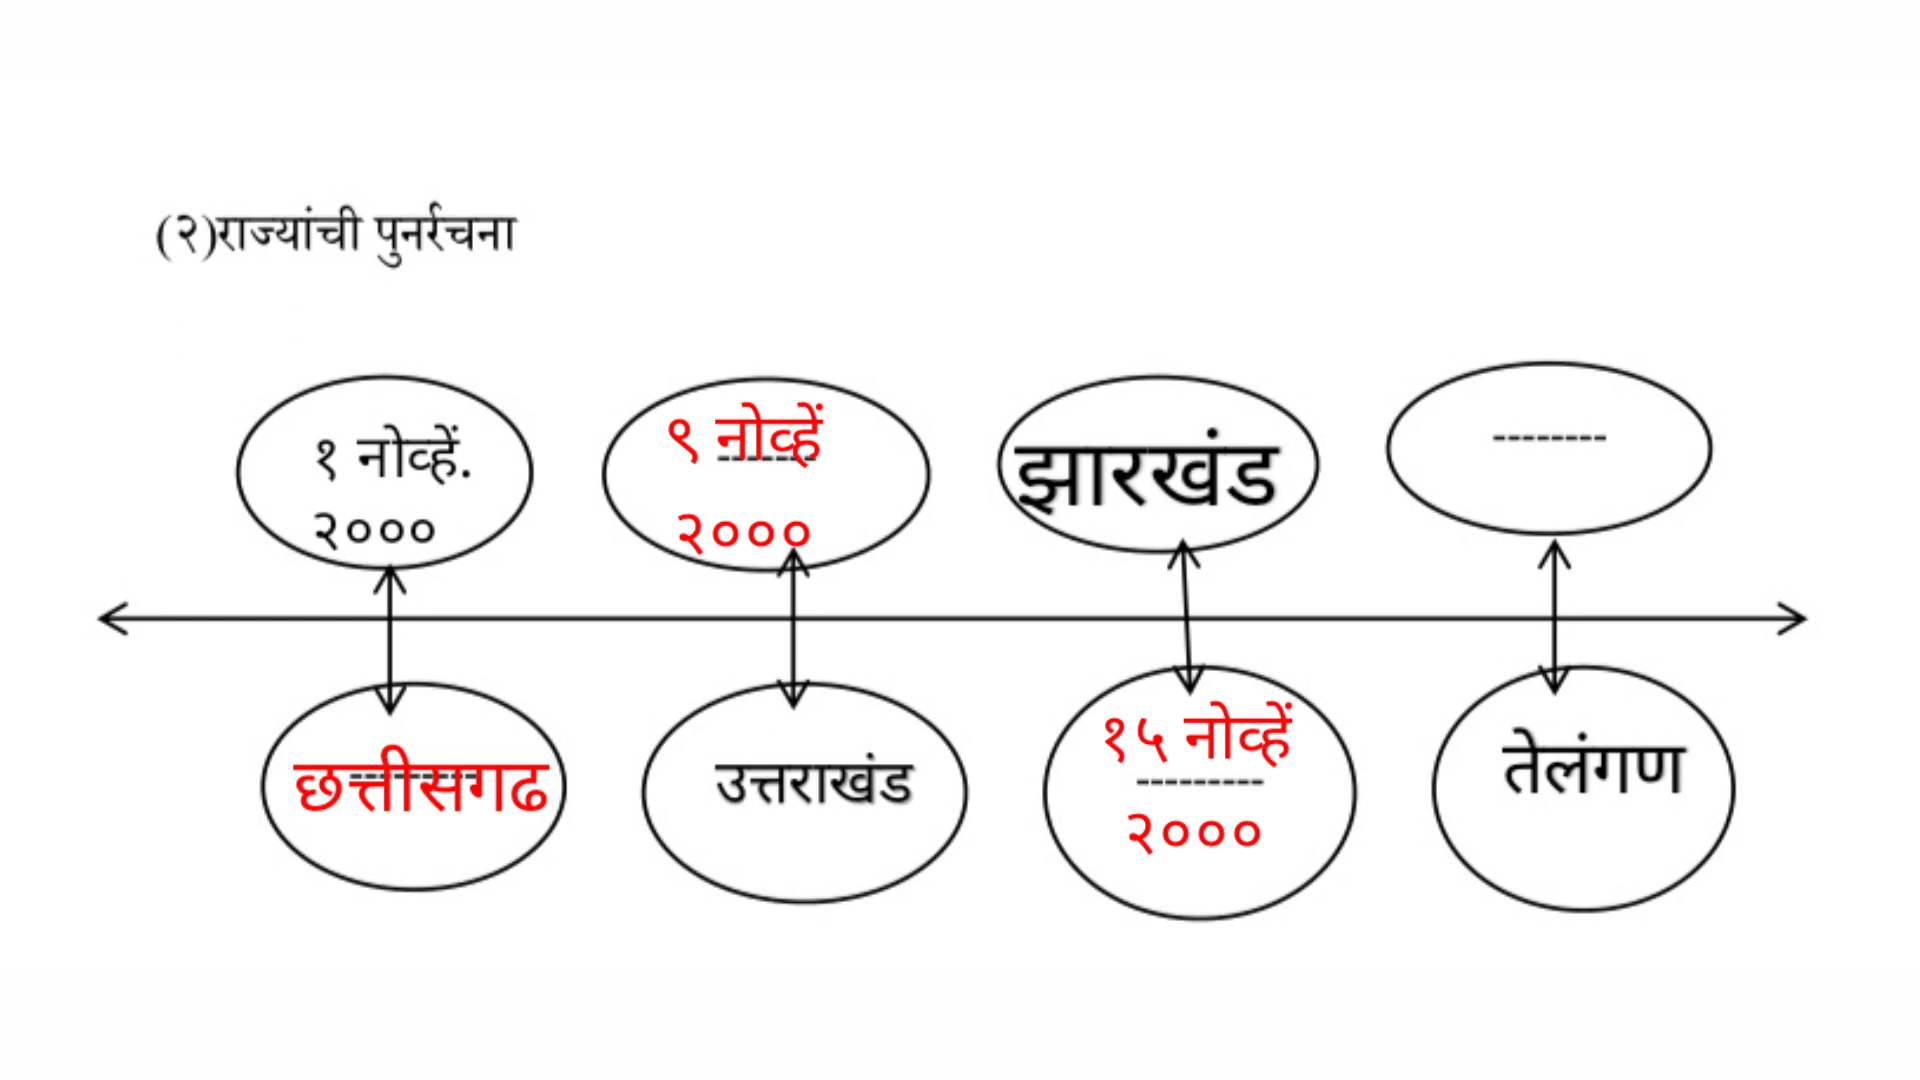 (२)राज्यांची पुनर्रचना
१ नोव्हें.
२०००
९ नोव्हें
-------
२०००
झारखंड
--------
छत्तीसगढ
---------
उत्तराखंड
१५ नोव्हें
---------
२०००
तेलंगण